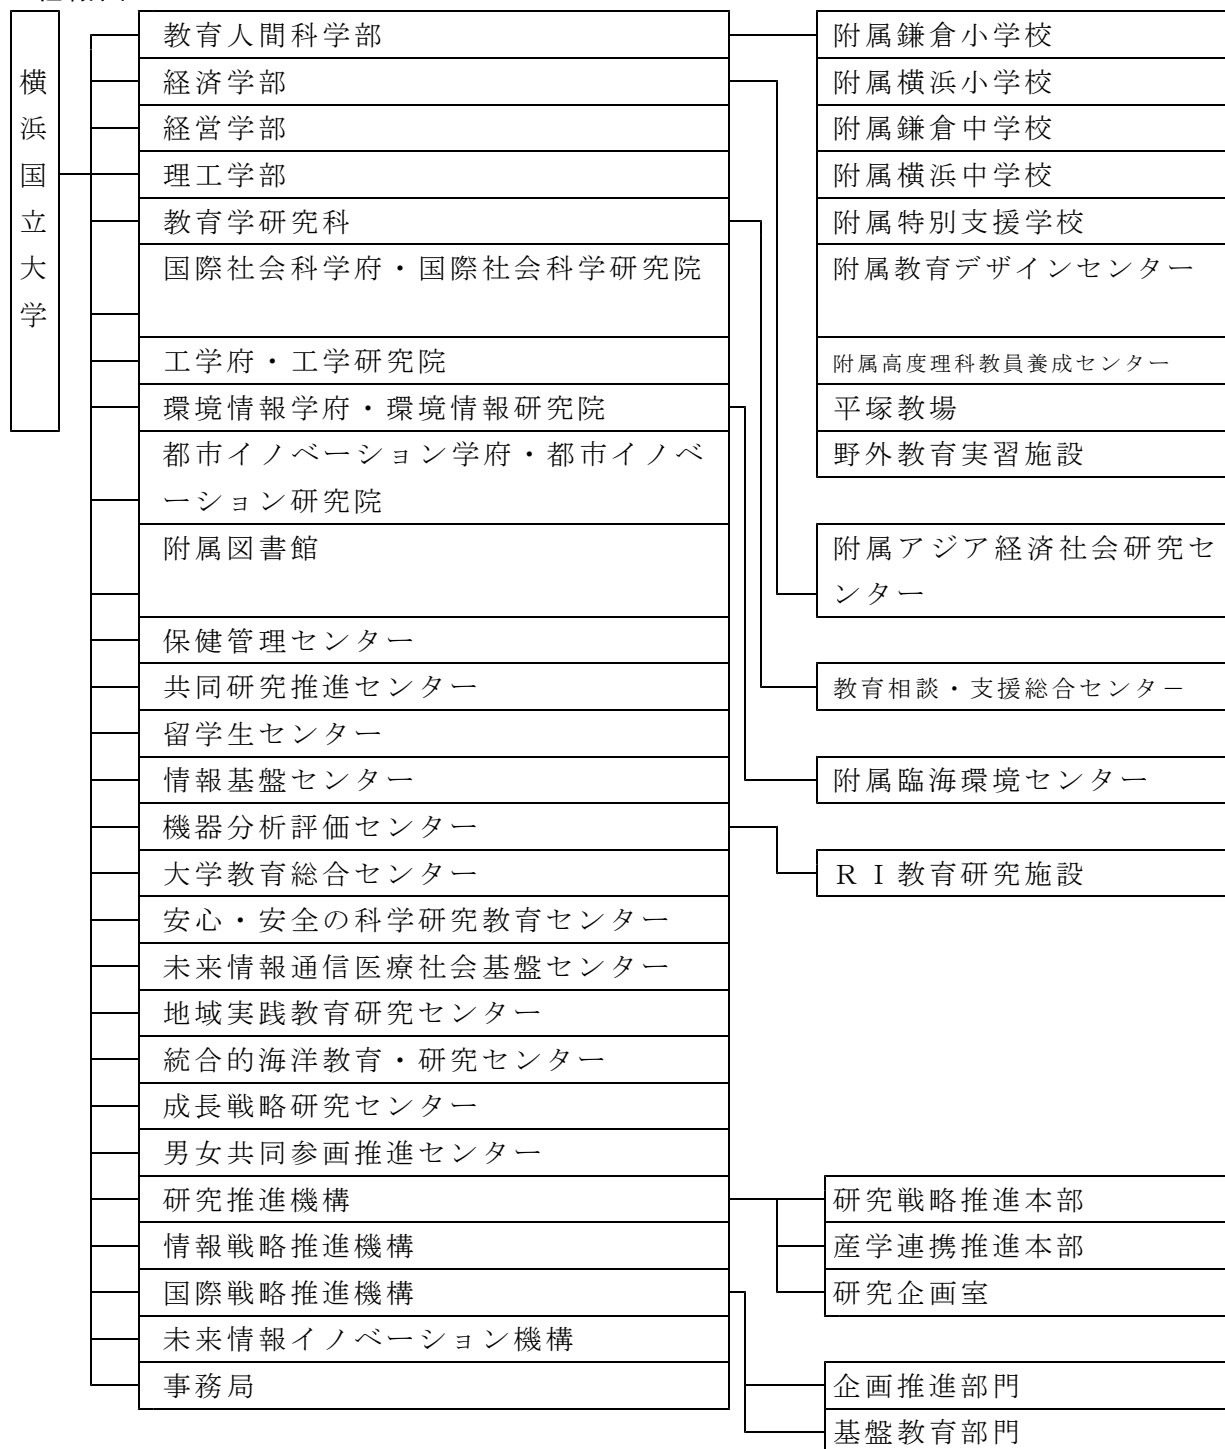 横浜国立大学
教育人間科学部
経済学部
経営学部
理工学部
教育学研究科
国際社会科学府・国際社会科学研究院
工学府・工学研究院
環境情報学府・環境情報研究院
都市イノベーション学府・都市イノベ
ーション研究院
附属図書館
保健管理センター
共同研究推進センター
留学生センター
情報基盤センター
機器分析評価センター
大学教育総合センター
安心・安全の科学研究教育センター
未来情報通信医療社会基盤センター
地域実践教育研究センター
統合的海洋教育・研究センター
成長戦略研究センター
男女共同参画推進センター
研究推進機構
情報戦略推進機構
国際戦略推進機構
未来情報イノベーション機構
事務局
附属鎌倉小学校
附属横浜小学校
附属鎌倉中学校
附属横浜中学校
附属特別支援学校
附属教育デザインセンター
附属高度理科教員養成センター
平塚教場
野外教育実習施設
附属アジア経済社会研究セ
ンター
教育相談・支援総合センタ－
附属臨海環境センター
ＲＩ教育研究施設
研究戦略推進本部
産学連携推進本部
研究企画室
企画推進部門
基盤教育部門